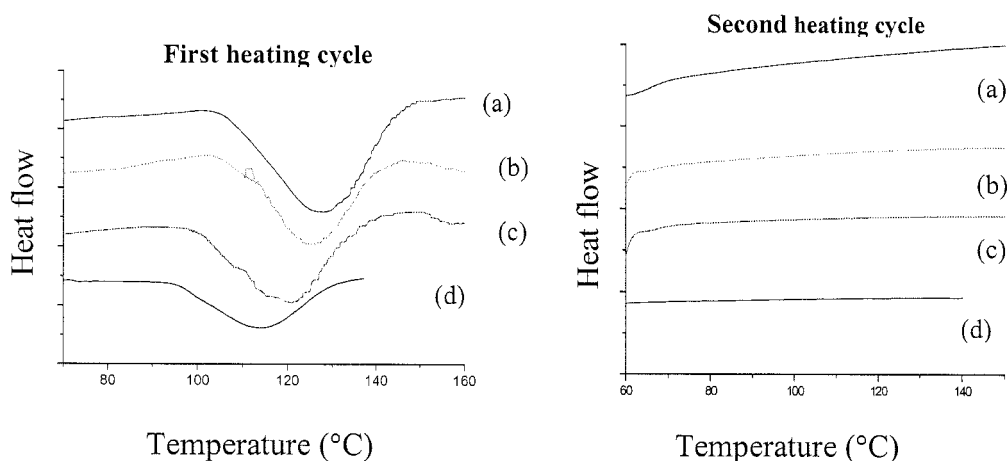 First heating cycle
Heat flow
(a)
(b)
(c)
(d)
80
100
120
140
160
Temperature (°C)
Second heating cycle
Heat flow
(a)
(b)
(c)
(d)
60
80
100
120
140
Temperature (°C)